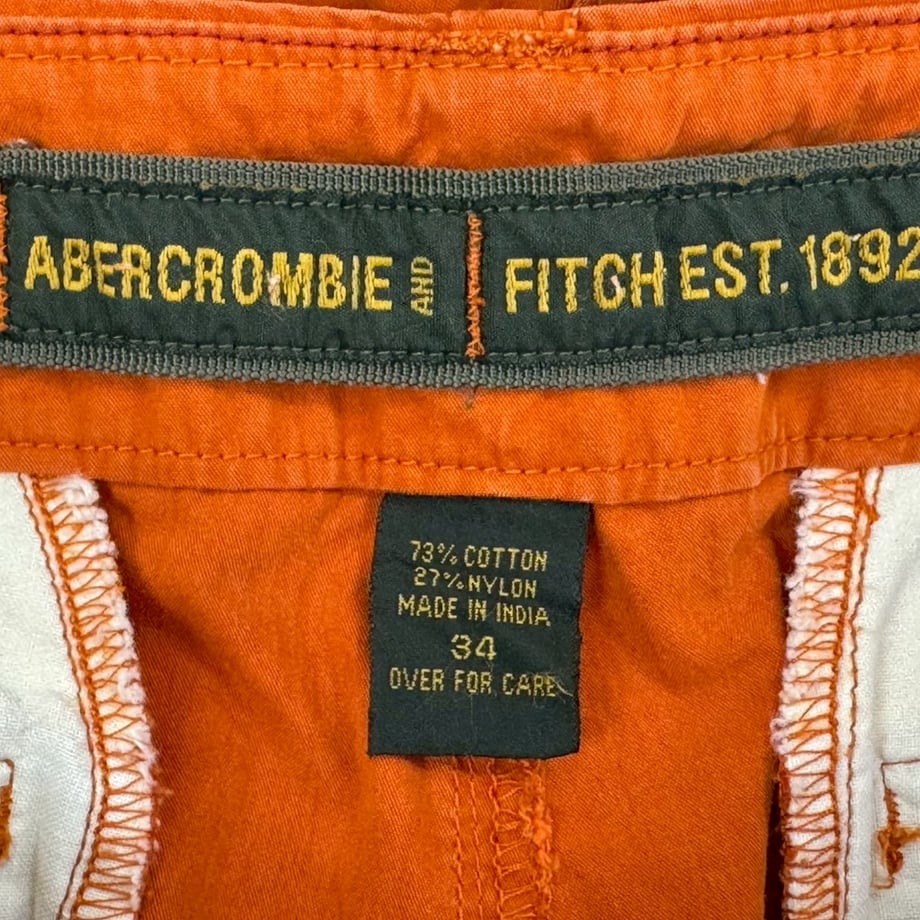 ABERCROMBIE AND FITCH EST. 1892
73% COTTON
27% NYLON
MADE IN INDIA
34
OVER FOR CARE